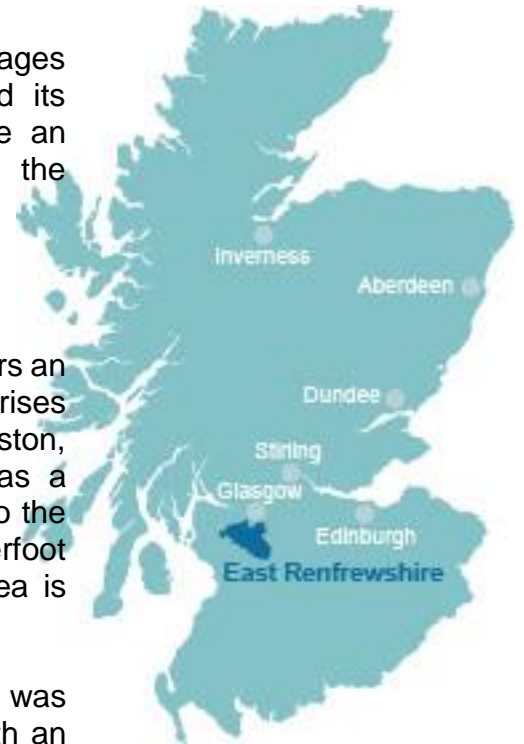 ages
d its
e an
the
Inverness
Aberdeen
rs an
rises
Dundee
ston,
Stirling
as a
Glasgow
o the
Edinburgh
erfoot
East Renfrewshire
ea is
was
th an